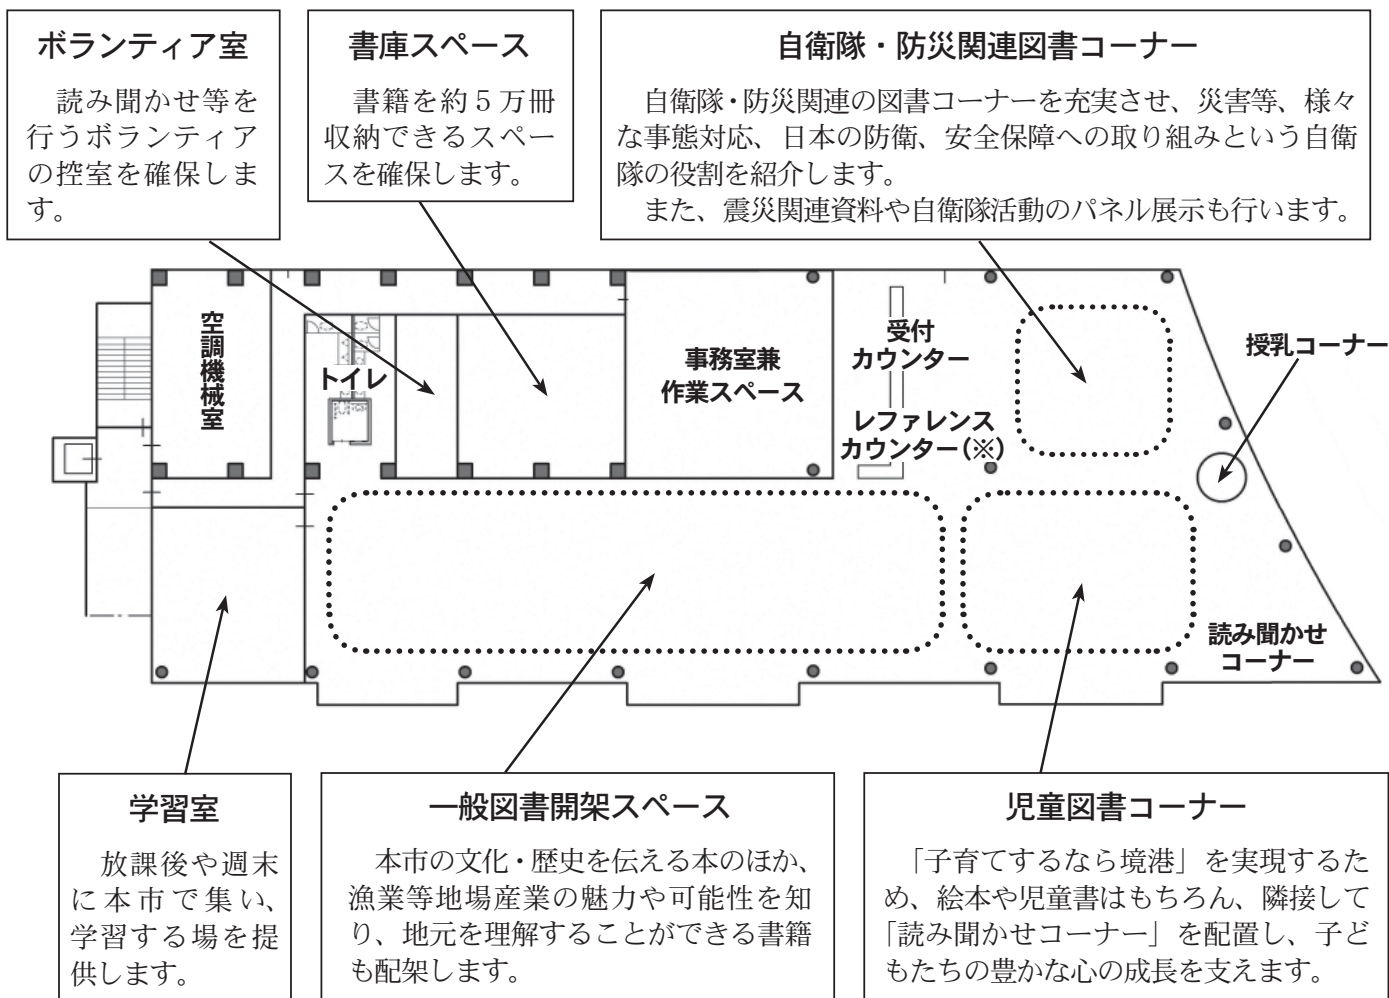 ボランティア室
読み聞かせ等を
行うボランティア
の控室を確保しま
す。
書庫スペース
書籍を約5万冊
収納できるスペー
スを確保します。
自衛隊・防災関連図書コーナー
自衛隊・防災関連の図書コーナーを充実させ、災害等、様々
な事態対応、日本の防衛、安全保障への取り組みという自衛
隊の役割を紹介します。
また、震災関連資料や自衛隊活動のパネル展示も行います。
空調機械室
トイレ
事務室兼
作業スペース
受付
カウンター
レファレンス
カウンター(※)
授乳コーナー
読み聞かせ
コーナー
学習室
放課後や週末
に本市で集い、
学習する場を提
供します。
一般図書開架スペース
本市の文化・歴史を伝える本のほか、
漁業等地場産業の魅力や可能性を知
り、地元を理解することができる書籍
も配架します。
児童図書コーナー
「子育てするなら境港」を実現するた
め、絵本や児童書はもちろん、隣接して
「読み聞かせコーナー」を配置し、子ど
もたちの豊かな心の成長を支えます。